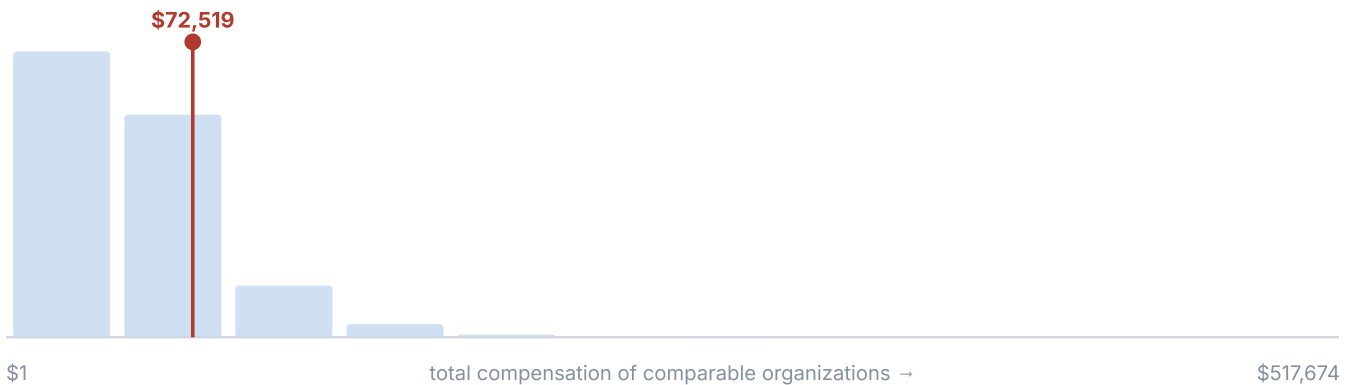 $72,519
$1
total compensation of comparable organizations →
$517,674